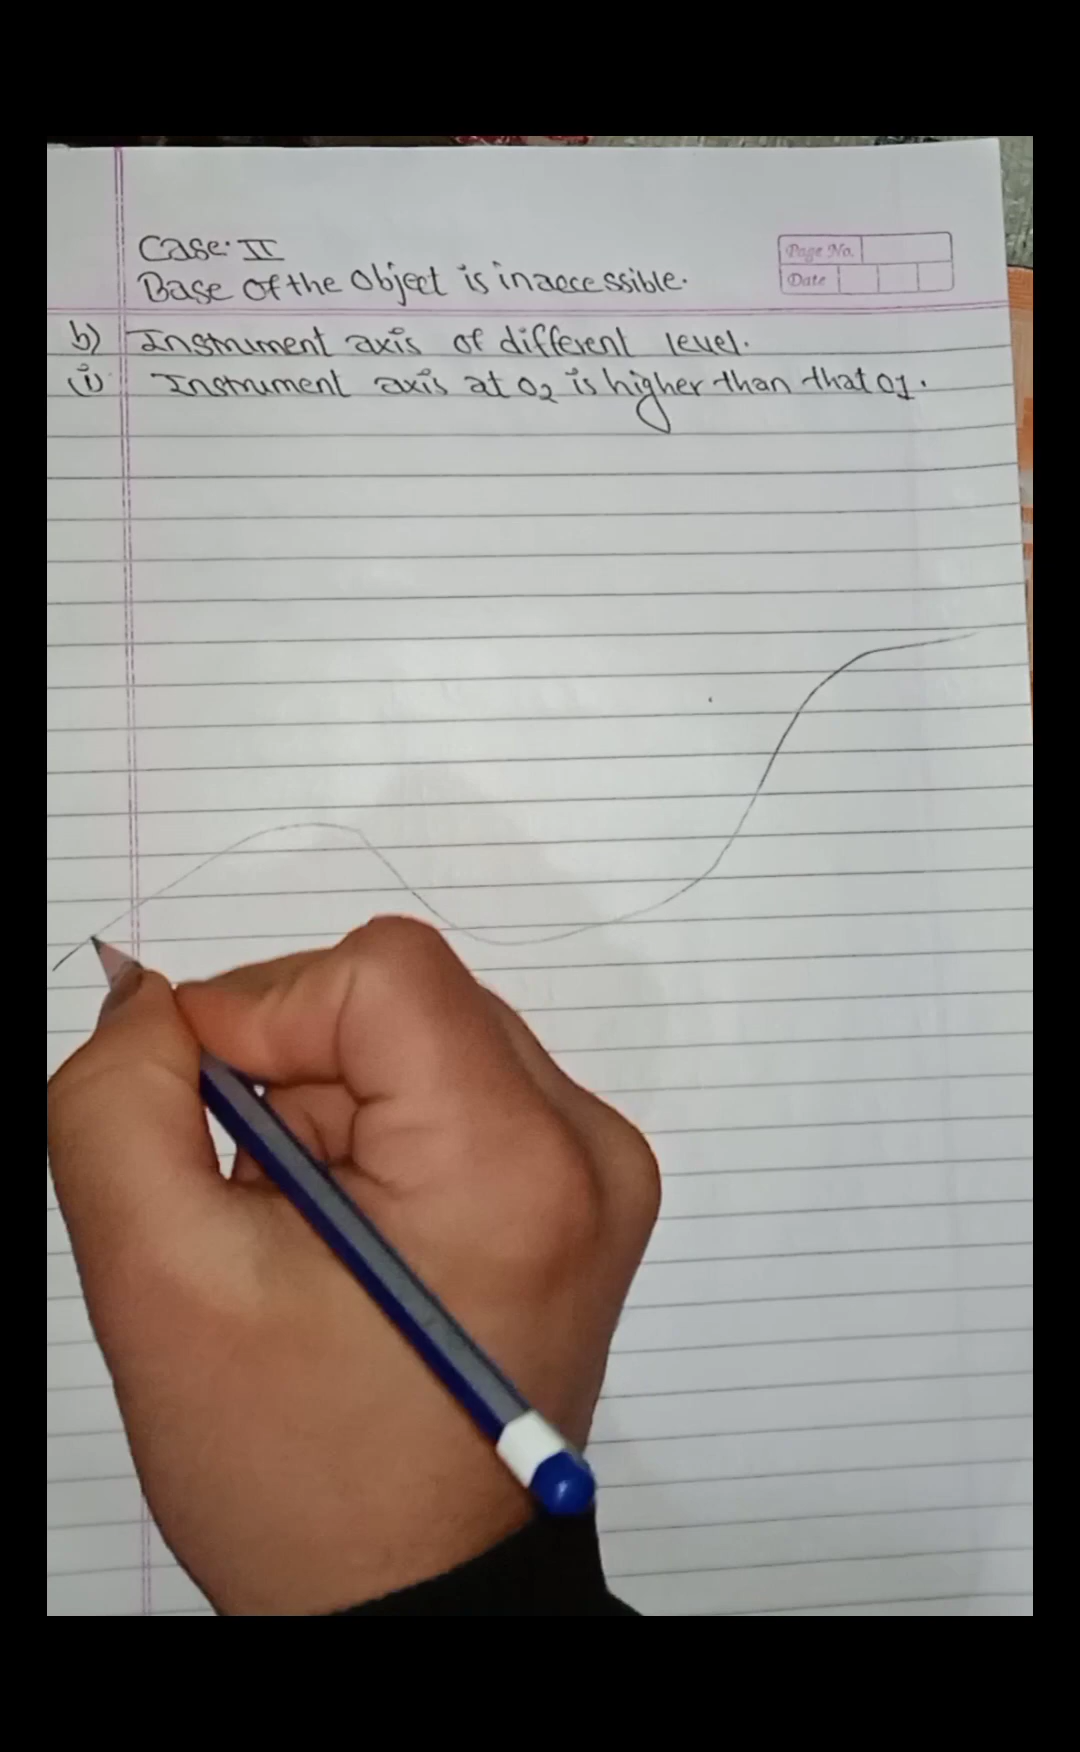 Case. II
Page No.
Base of the Object is inaccessible.
Date
b) Instrument axis of different level.
(i) Instrument axis at O2 is higher than that O1.